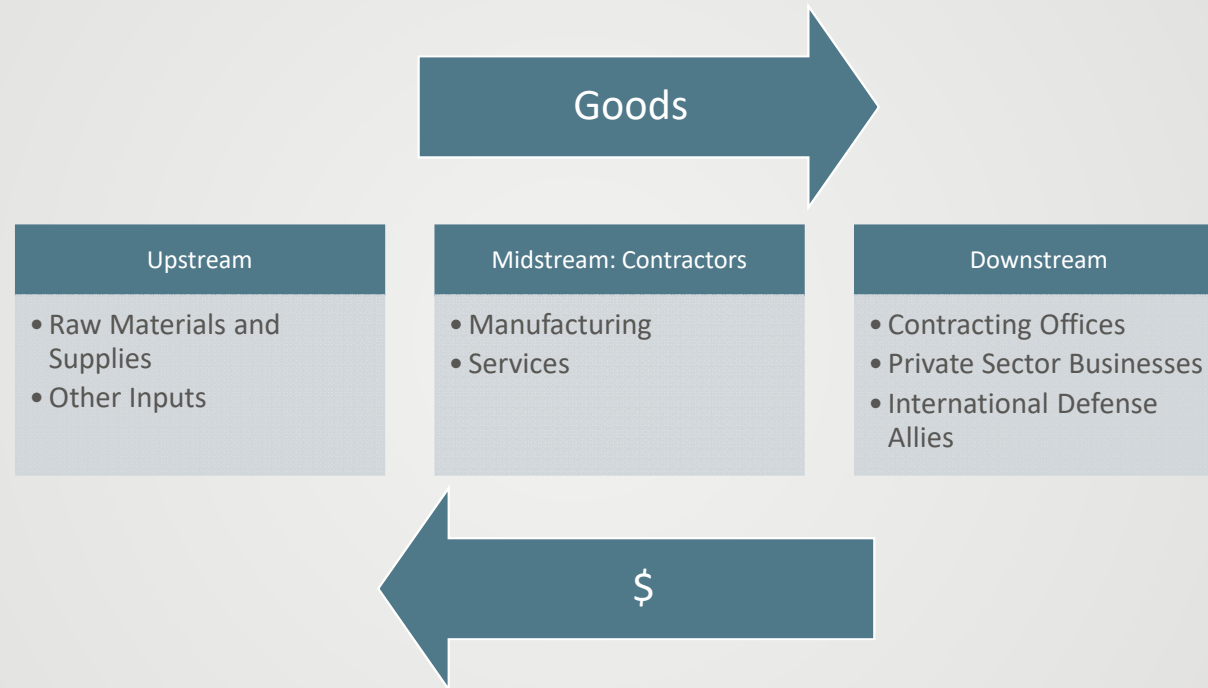 Goods
Upstream
• Raw Materials and
Supplies
• Other Inputs
Midstream: Contractors
• Manufacturing
• Services
Downstream
• Contracting Offices
• Private Sector Businesses
• International Defense
Allies
$